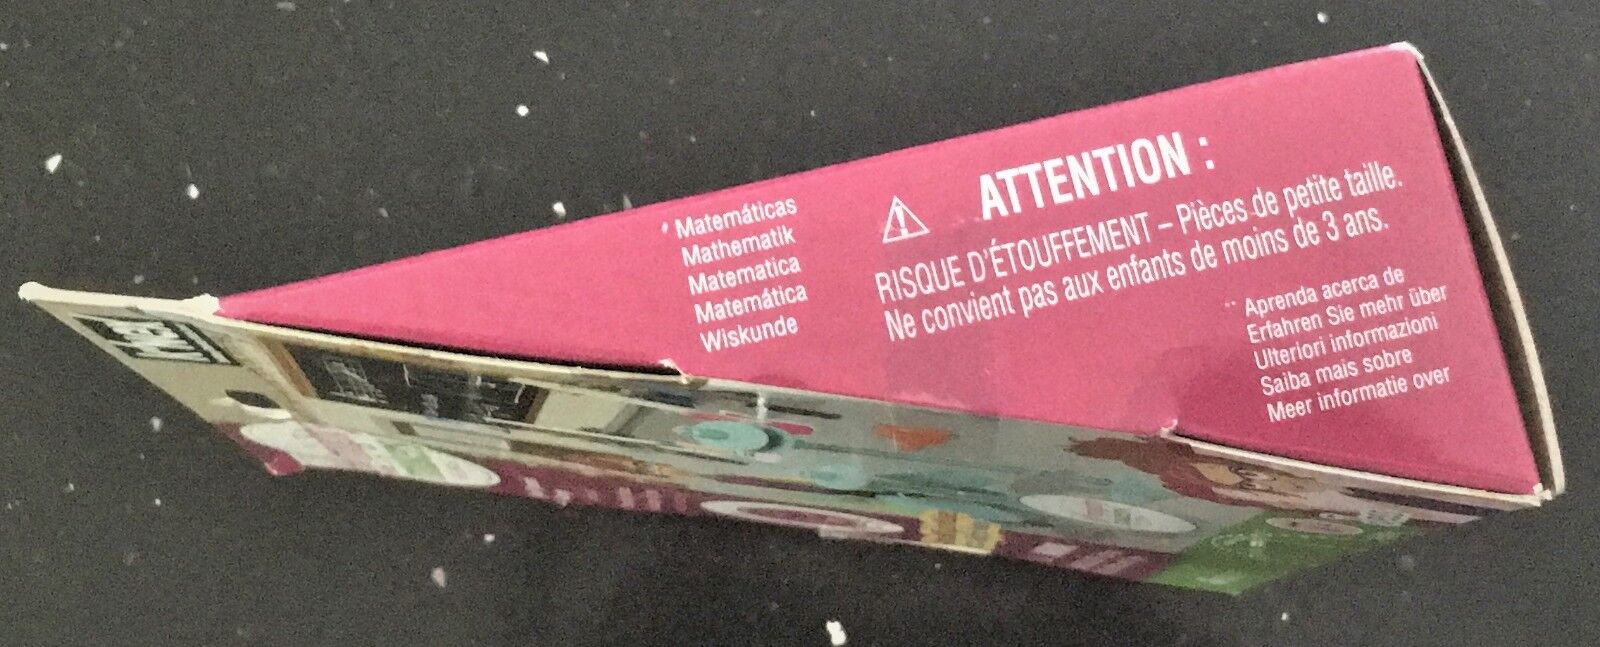 * Matemáticas
Mathematik
Matematica
Matemática
Wiskunde
ATTENTION :
RISQUE D'ÉTOUFFEMENT – Pièces de petite taille.
Ne convient pas aux enfants de moins de 3 ans.
** Aprenda acerca de
Erfahren Sie mehr über
Ulteriori informazioni
Saiba mais sobre
Meer informatie over